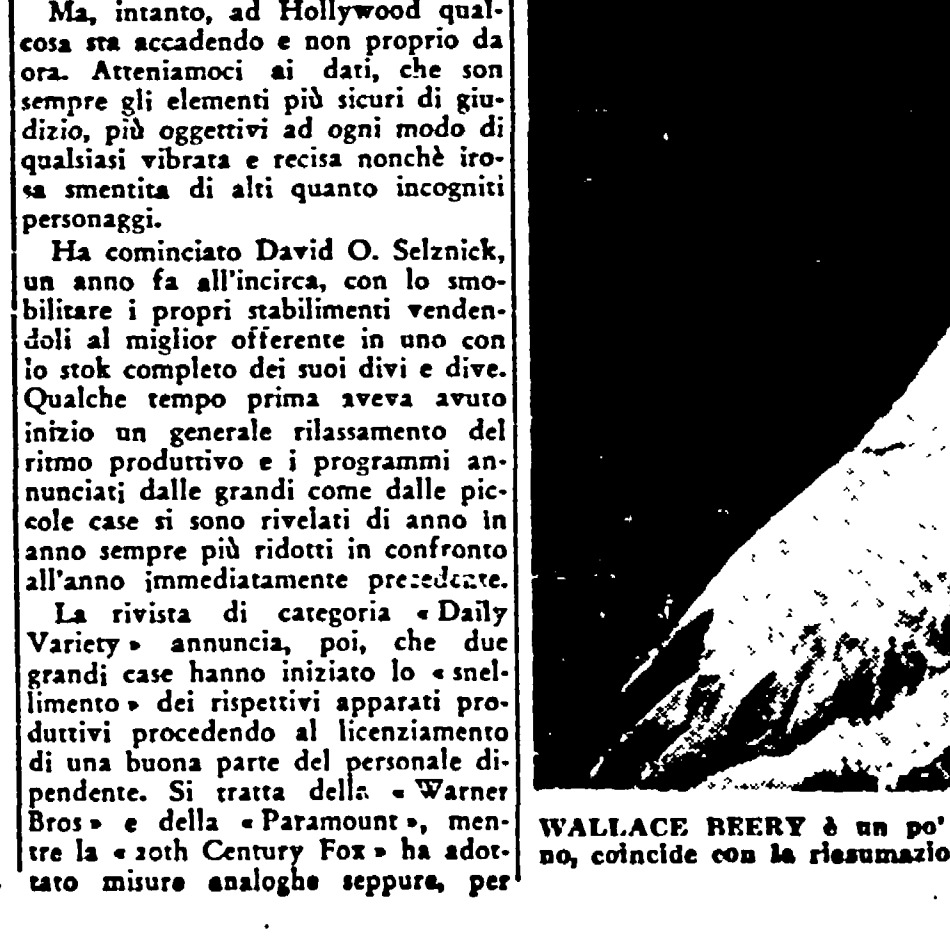 Ma, intanto, ad Hollywood qual-
cosa sta accadendo e non proprio da
ora. Atteniamoci ai dati, che son
sempre gli elementi più sicuri di giu-
dizio, più oggettivi ad ogni modo di
qualsiasi vibrata e recisa nonchè iro-
sa smentita di alti quanto incogniti
personaggi.
Ha cominciato David O. Selznick,
un anno fa all'incirca, con lo smo-
bilitare i propri stabilimenti venden-
doli al miglior offerente in uno con
lo stok completo dei suoi divi e dive.
Qualche tempo prima aveva avuto
inizio un generale rilassamento del
ritmo produttivo e i programmi an-
nunciati dalle grandi come dalle pic-
cole case si sono rivelati di anno in
anno sempre più ridotti in confronto
all'anno immediatamente precedente.
La rivista di categoria « Daily
Variety » annuncia, poi, che due
grandi case hanno iniziato lo « snel-
limento » dei rispettivi apparati pro-
duttivi procedendo al licenziamento
di una buona parte del personale di-
pendente. Si tratta della « Warner
Bros » e della « Paramount », men-
tre la « 20th Century Fox » ha adot-
tato misure analoghe seppure, per
WALLACE BEERY è un po'
no, coincide con la riesumazio